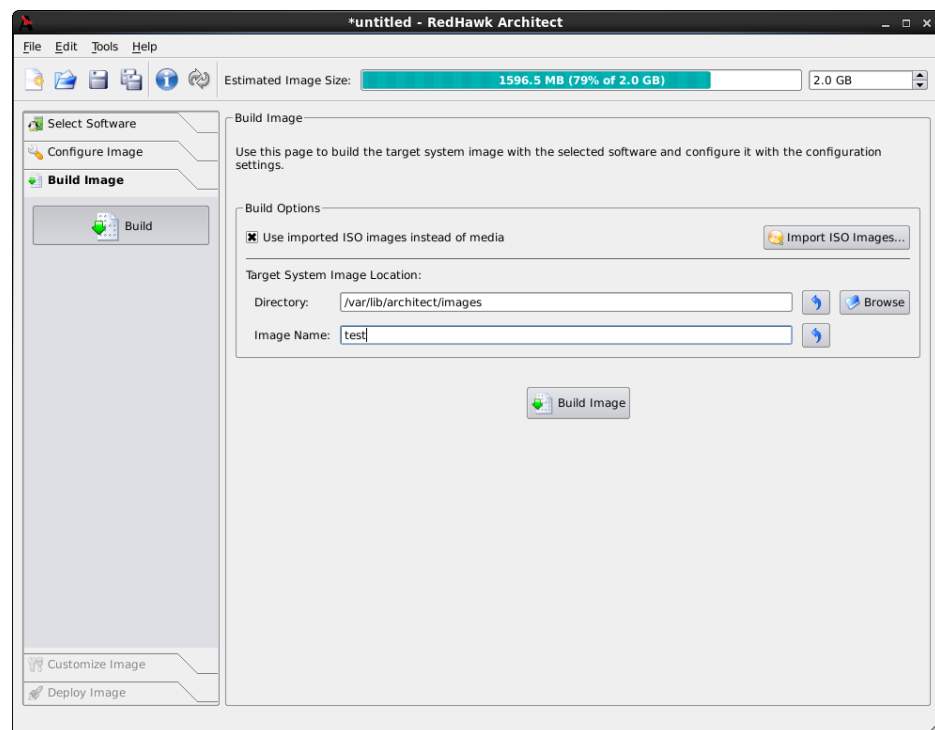 *untitled - RedHawk Architect
File Edit Tools Help
Estimated Image Size: 1596.5 MB (79% of 2.0 GB) 2.0 GB
Select Software
Configure Image
Build Image
Build
Customize Image
Deploy Image
Build Image
Use this page to build the target system image with the selected software and configure it with the configuration
settings.
Build Options
Use imported ISO images instead of media Import ISO Images...
Target System Image Location:
Directory: /var/lib/architect/images Browse
Image Name: test
Build Image